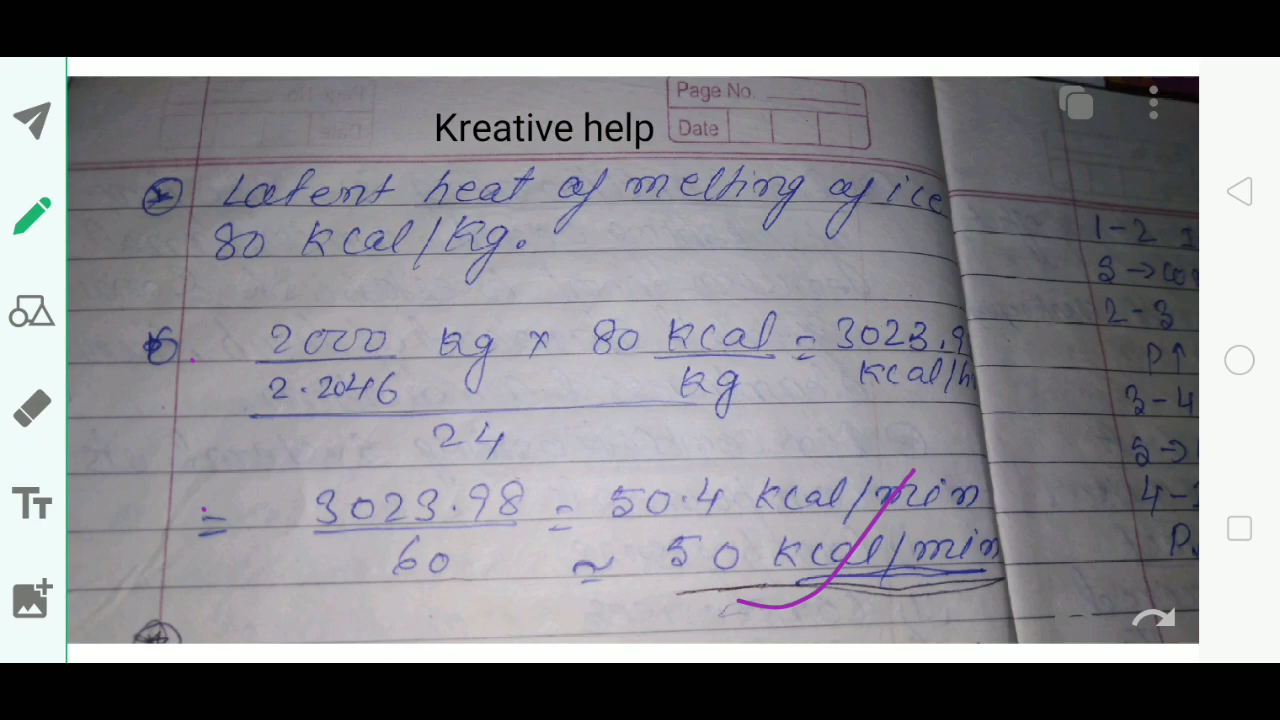 Page No.
Kreative help
Date
Latent heat of melting of ice
80 kcal/kg.
2000 kg × 80 kcal = 3023.9
2.2046 kg kcal/h
24
= 3023.98 = 50.4 kcal/min
60 ≃ 50 kcal/min
1-2
2-3
P↑
3-4
4-1
P.
TT